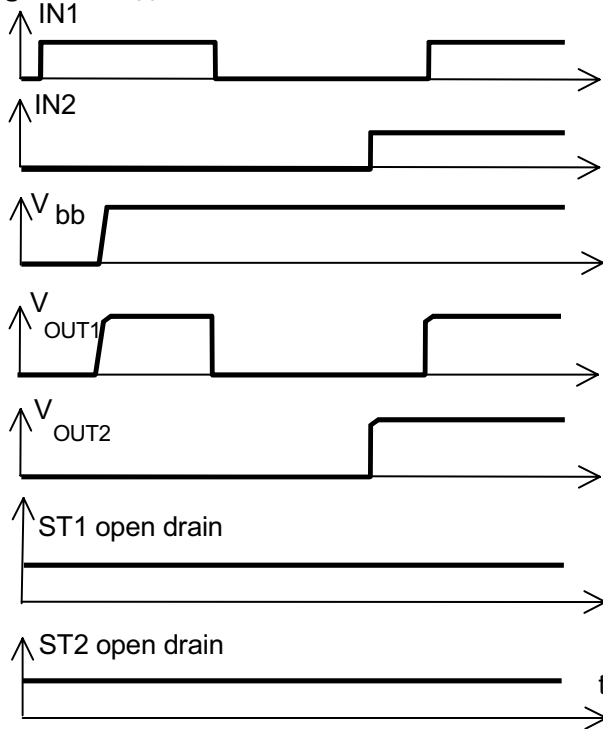 IN1
IN2
V bb
V OUT1
V OUT2
ST1 open drain
ST2 open drain
t